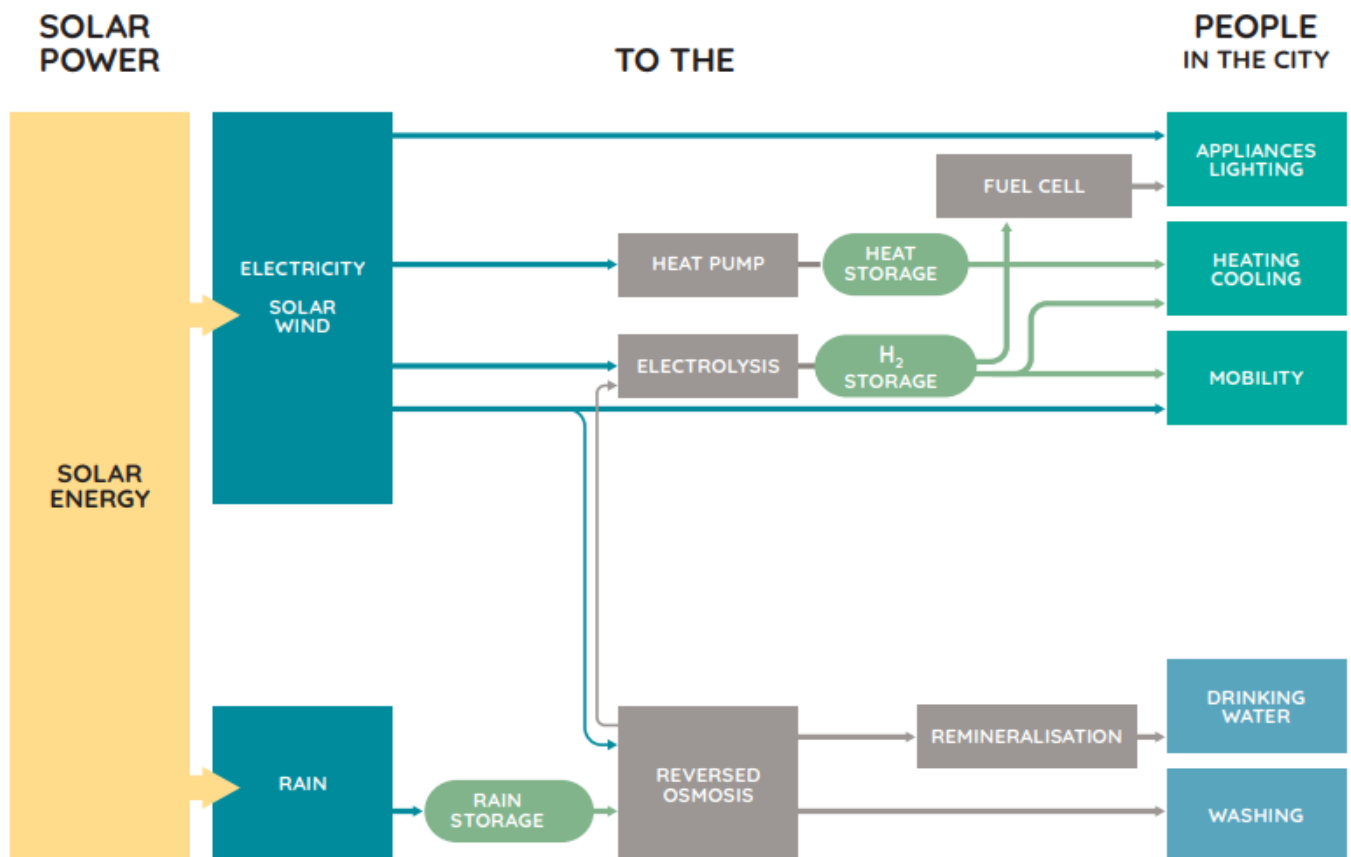 SOLAR
POWER
TO THE
PEOPLE
IN THE CITY
SOLAR
ENERGY
ELECTRICITY
SOLAR
WIND
RAIN
RAIN
STORAGE
HEAT PUMP
HEAT
STORAGE
ELECTROLYSIS
H₂
STORAGE
FUEL CELL
REVERSED
OSMOSIS
REMINERALISATION
APPLIANCES
LIGHTING
HEATING
COOLING
MOBILITY
DRINKING
WATER
WASHING